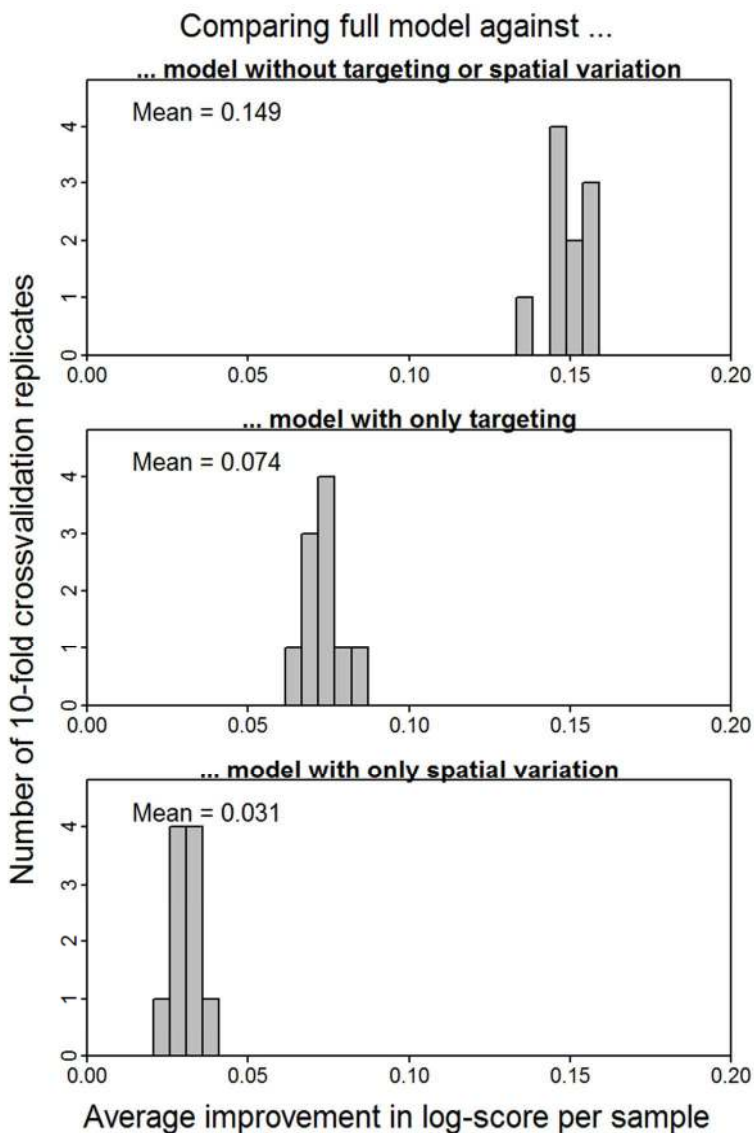 Comparing full model against ...
... model without targeting or spatial variation
Mean = 0.149
4
3
2
1
0
0.00 0.05 0.10 0.15 0.20
... model with only targeting
Mean = 0.074
4
3
2
1
0
0.00 0.05 0.10 0.15 0.20
... model with only spatial variation
Mean = 0.031
4
3
2
1
0
0.00 0.05 0.10 0.15 0.20
Number of 10-fold crossvalidation replicates
Average improvement in log-score per sample